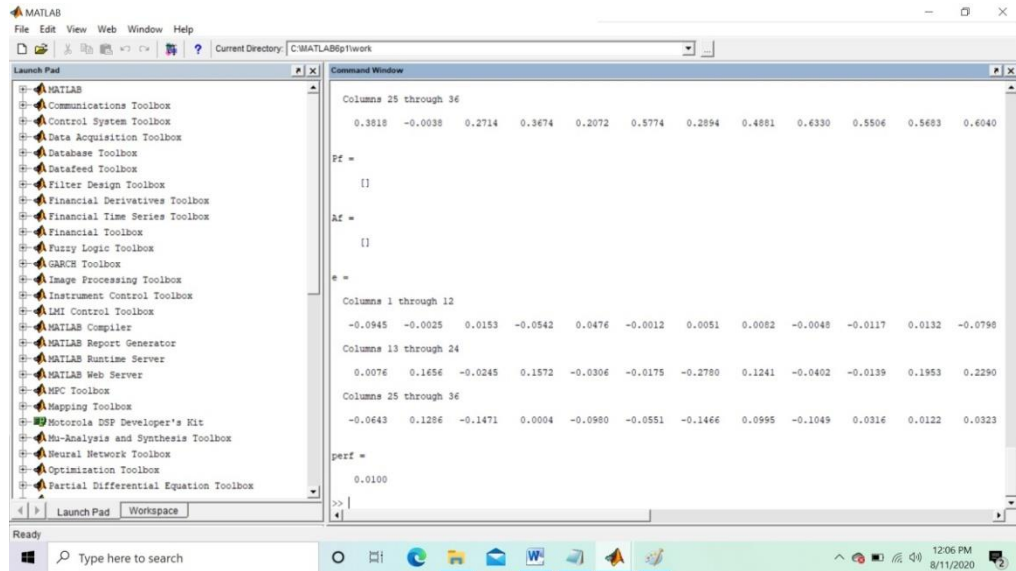 MATLAB
File Edit View Web Window Help
? Current Directory: C:\MATLAB6p1\work ...
Launch Pad
MATLAB
Communications Toolbox
Control System Toolbox
Data Acquisition Toolbox
Database Toolbox
Datafeed Toolbox
Filter Design Toolbox
Financial Derivatives Toolbox
Financial Time Series Toolbox
Financial Toolbox
Fuzzy Logic Toolbox
GARCH Toolbox
Image Processing Toolbox
Instrument Control Toolbox
LMI Control Toolbox
MATLAB Compiler
MATLAB Report Generator
MATLAB Runtime Server
MATLAB Web Server
MPC Toolbox
Mapping Toolbox
Motorola DSP Developer's Kit
Mu-Analysis and Synthesis Toolbox
Neural Network Toolbox
Optimization Toolbox
Partial Differential Equation Toolbox
Launch Pad Workspace
Command Window
Columns 25 through 36
0.3818 -0.0038 0.2714 0.3674 0.2072 0.5774 0.2894 0.4881 0.6330 0.5506 0.5683 0.6040
Pf =
[]
Af =
[]
e =
Columns 1 through 12
-0.0945 -0.0025 0.0153 -0.0542 0.0476 -0.0012 0.0051 0.0082 -0.0048 -0.0117 0.0132 -0.0798
Columns 13 through 24
0.0076 0.1656 -0.0245 0.1572 -0.0306 -0.0175 -0.2780 0.1241 -0.0402 -0.0139 0.1953 0.2290
Columns 25 through 36
-0.0643 0.1286 -0.1471 0.0004 -0.0980 -0.0551 -0.1466 0.0995 -0.1049 0.0316 0.0122 0.0323
perf =
0.0100
>>
Ready
Type here to search
12:06 PM
8/11/2020
2